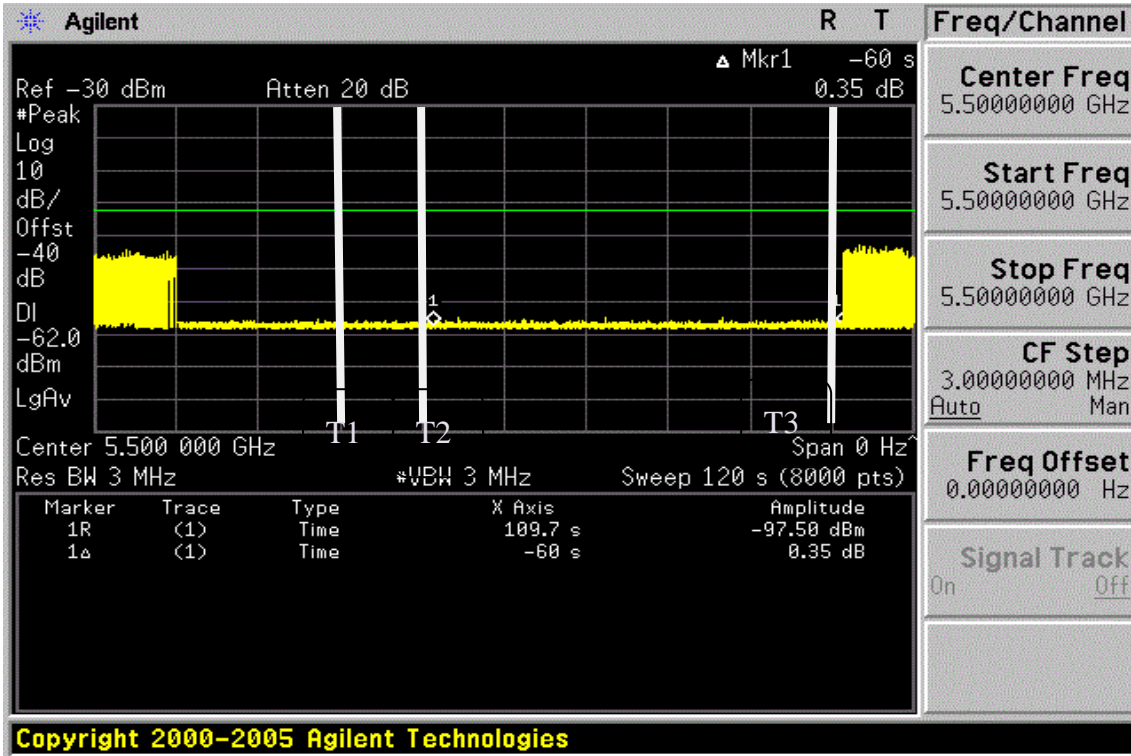 Agilent
R T
Freq/Channel
△ Mkr1 -60 s
Ref -30 dBm Atten 20 dB 0.35 dB
#Peak
Log
10
dB/
Offst
-40
dB
DI
-62.0
dBm
LgAv
1
1
T1 T2 T3
Center 5.500 000 GHz Span 0 Hz^
Res BW 3 MHz #VBW 3 MHz Sweep 120 s (8000 pts)
Marker Trace Type X Axis Amplitude
1R (1) Time 109.7 s -97.50 dBm
1△ (1) Time -60 s 0.35 dB
Center Freq
5.50000000 GHz
Start Freq
5.50000000 GHz
Stop Freq
5.50000000 GHz
CF Step
3.00000000 MHz
Auto Man
Freq Offset
0.00000000 Hz
Signal Track
On Off
Copyright 2000-2005 Agilent Technologies